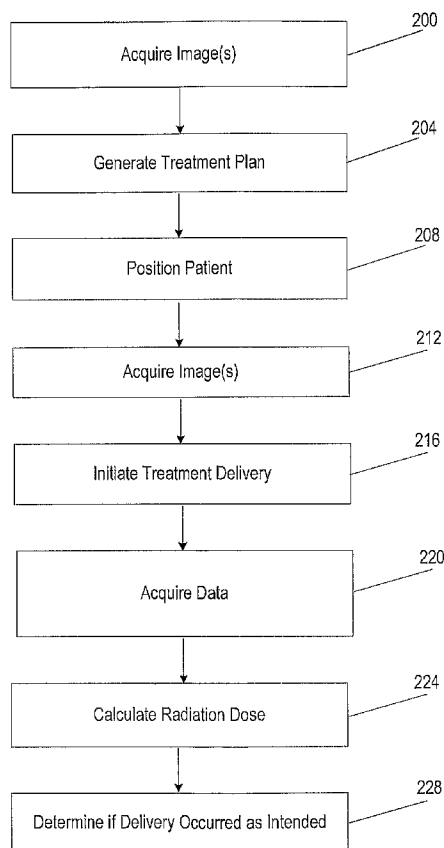 200
Acquire Image(s)
204
Generate Treatment Plan
208
Position Patient
212
Acquire Image(s)
216
Initiate Treatment Delivery
220
Acquire Data
224
Calculate Radiation Dose
228
Determine if Delivery Occurred as Intended